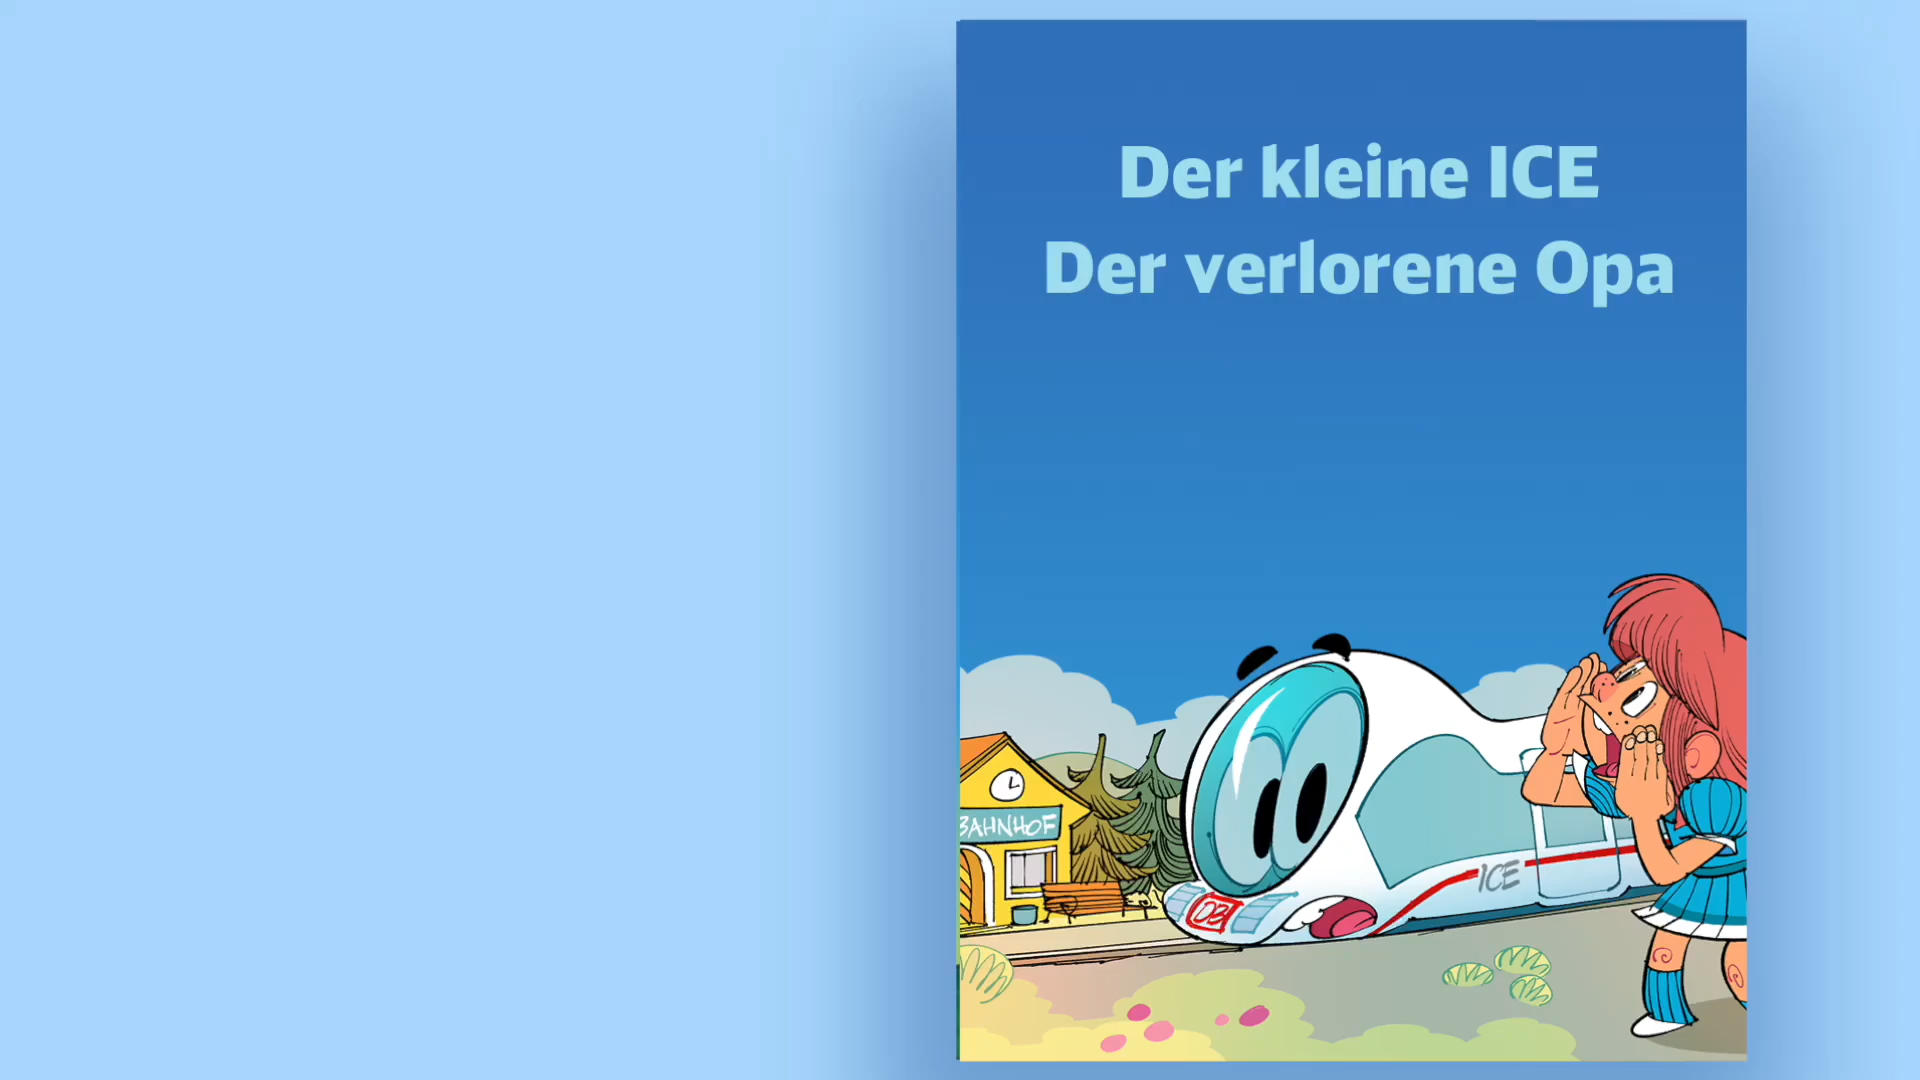 Der kleine ICE
Der verlorene Opa
BAHNHOF
ICE
DB